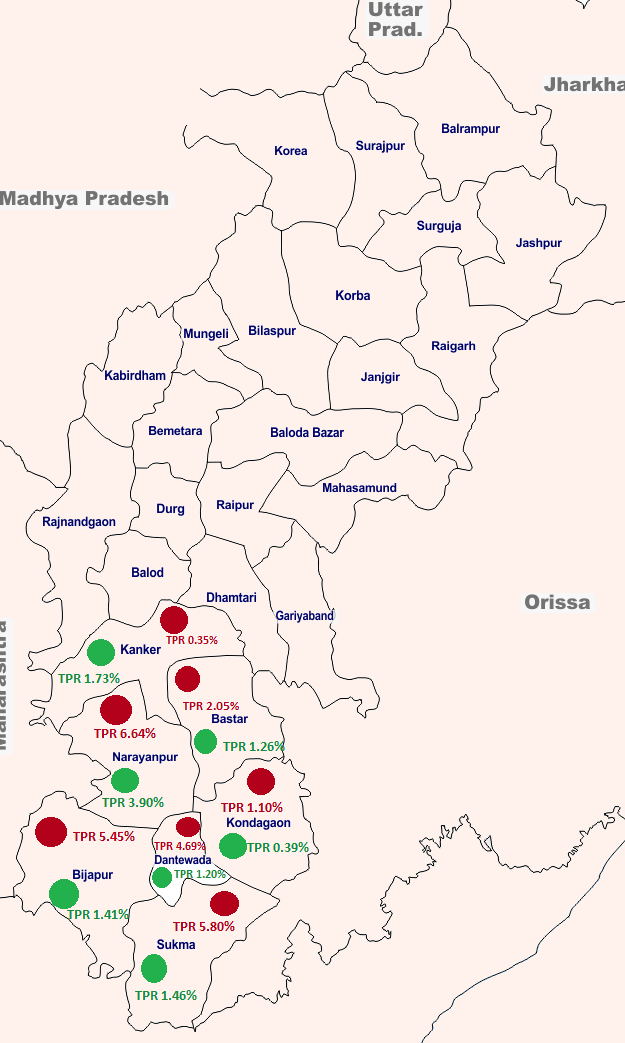 Uttar
Prad.
Jharkha
Balrampur
Surajpur
Korea
Madhya Pradesh
Surguja
Jashpur
Korba
Mungeli
Bilaspur
Raigarh
Kabirdham
Janjgir
Bemetara
Baloda Bazar
Mahasamund
Raipur
Durg
Rajnandgaon
Balod
Dhamtari
Orissa
Gariyaband
Maharashtra
TPR 0.35%
Kanker
TPR 1.73%
TPR 2.05%
Bastar
TPR 6.64%
TPR 1.26%
Narayanpur
TPR 3.90%
TPR 1.10%
Kondagaon
TPR 5.45%
TPR 4.69%
TPR 0.39%
Dantewada
TPR 1.20%
Bijapur
TPR 1.41%
TPR 5.80%
Sukma
TPR 1.46%